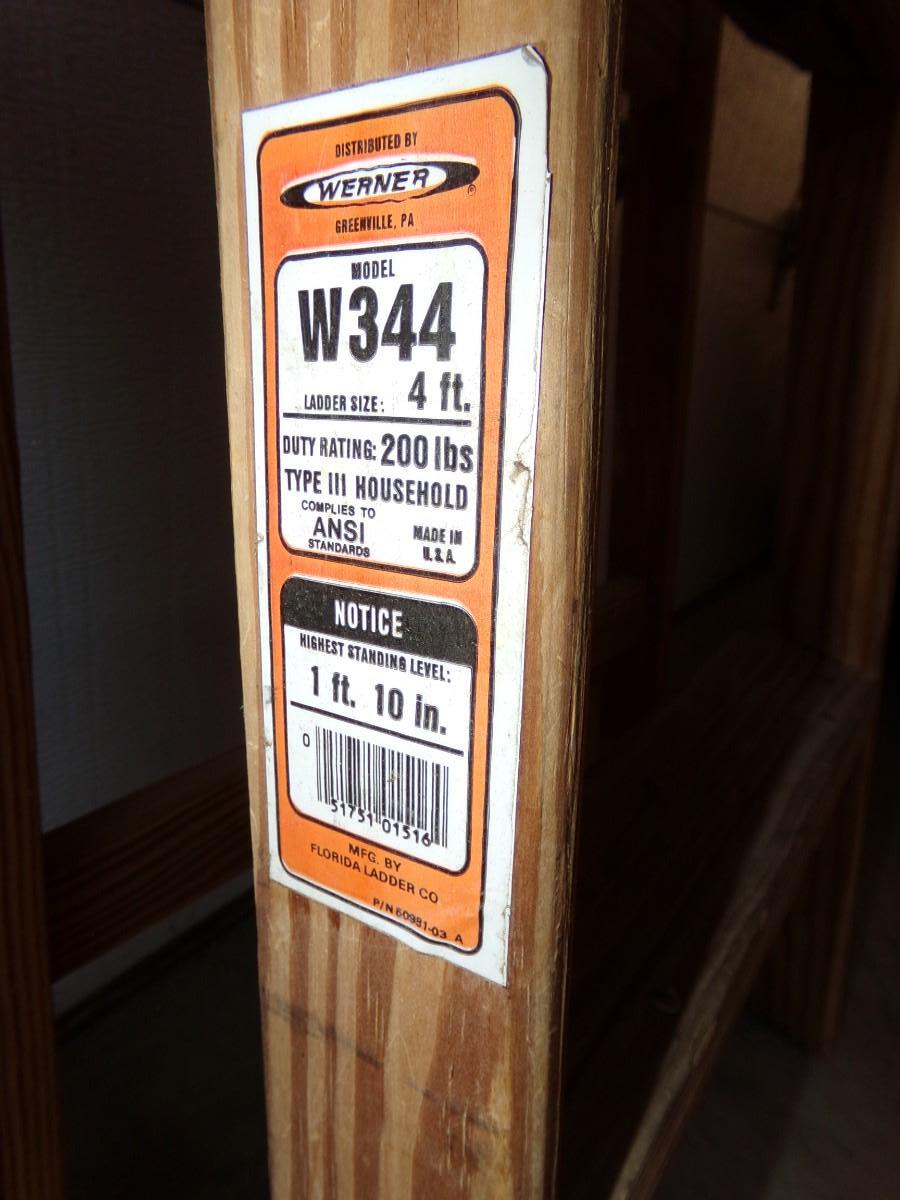 DISTRIBUTED BY
WERNER®
GREENVILLE, PA
MODEL
W344
LADDER SIZE: 4 ft.
DUTY RATING: 200 lbs
TYPE III HOUSEHOLD
COMPLIES TO
ANSI
STANDARDS
MADE IN
U.S.A.
NOTICE
HIGHEST STANDING LEVEL:
1 ft. 10 in.
0
51751 01516
MFG. BY
FLORIDA LADDER CO
P/N 50981-03 A